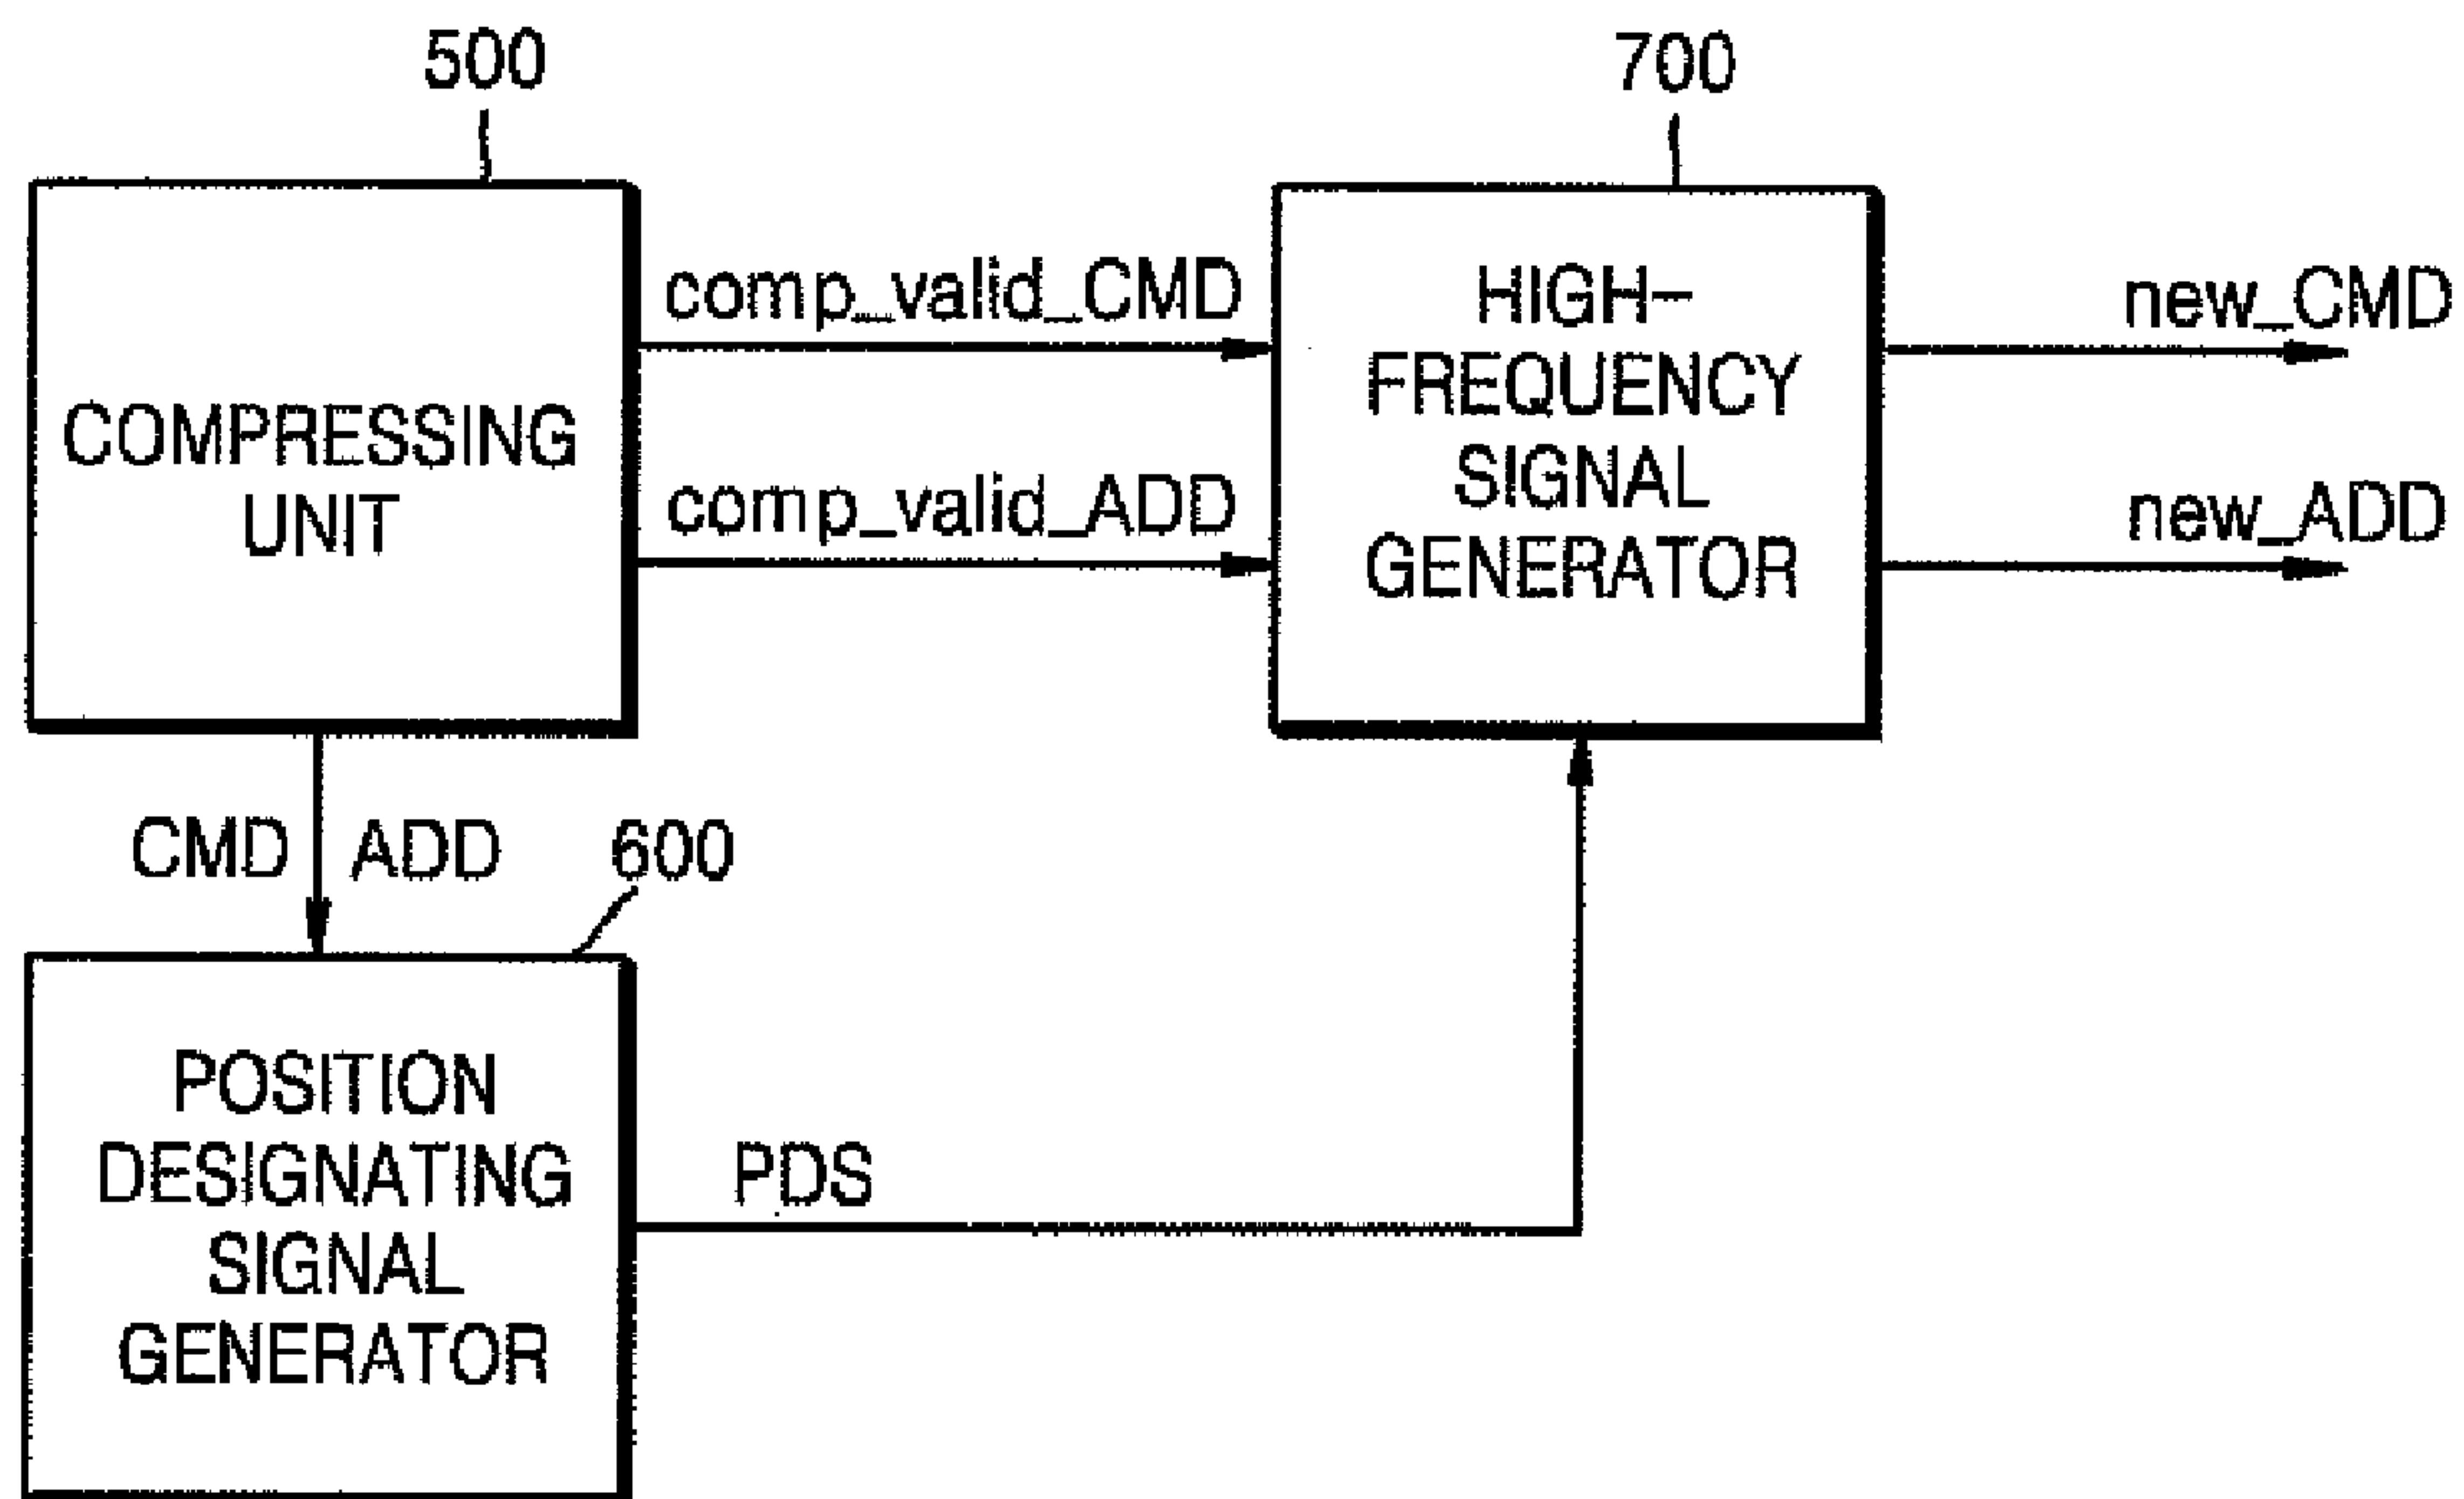 500
700
COMPRESSING
UNIT
comp_valid_CMD
comp_valid_ADD
HIGH-
FREQUENCY
SIGNAL
GENERATOR
new_CMD
new_ADD
CMD ADD
600
POSITION
DESIGNATING
SIGNAL
GENERATOR
PDS